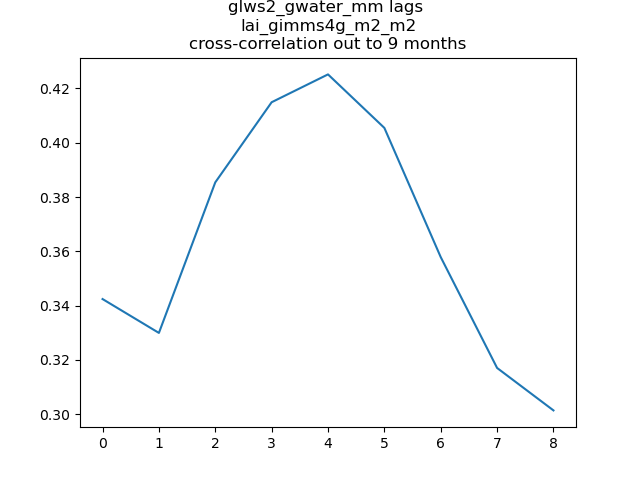 glws2_gwater_mm lags
lai_gimms4g_m2_m2
cross-correlation out to 9 months
0.42
0.40
0.38
0.36
0.34
0.32
0.30
0 1 2 3 4 5 6 7 8